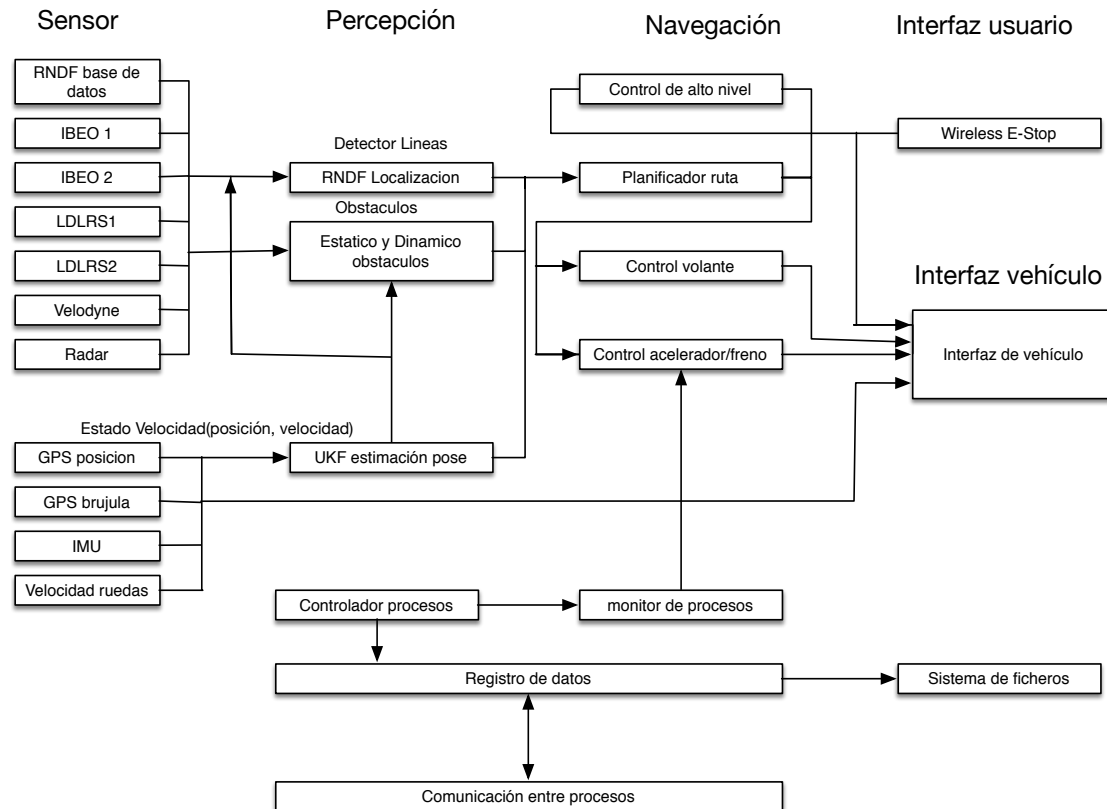 Sensor
Percepción
Navegación
Interfaz usuario
RNDF base de
datos
IBEO 1
IBEO 2
LDLRS1
LDLRS2
Velodyne
Radar
Detector Lineas
RNDF Localizacion
Obstaculos
Estatico y Dinamico
obstaculos
Control de alto nivel
Planificador ruta
Control volante
Control acelerador/freno
Wireless E-Stop
Interfaz vehículo
Interfaz de vehículo
Estado Velocidad(posición, velocidad)
GPS posicion
UKF estimación pose
GPS brujula
IMU
Velocidad ruedas
Controlador procesos
monitor de procesos
Registro de datos
Sistema de ficheros
Comunicación entre procesos